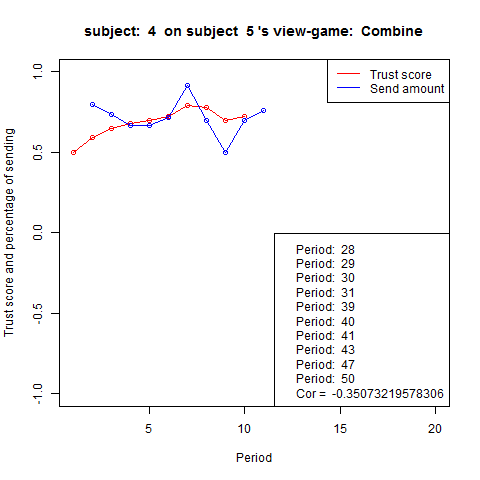 subject:  4  on subject  5 's view-game:  Combine
Trust score
Send amount
Trust score and percentage of sending
1.0
0.5
0.0
-0.5
-1.0
Period:  28
Period:  29
Period:  30
Period:  31
Period:  39
Period:  40
Period:  41
Period:  43
Period:  47
Period:  50
Cor =  -0.35073219578306
5 10 15 20
Period